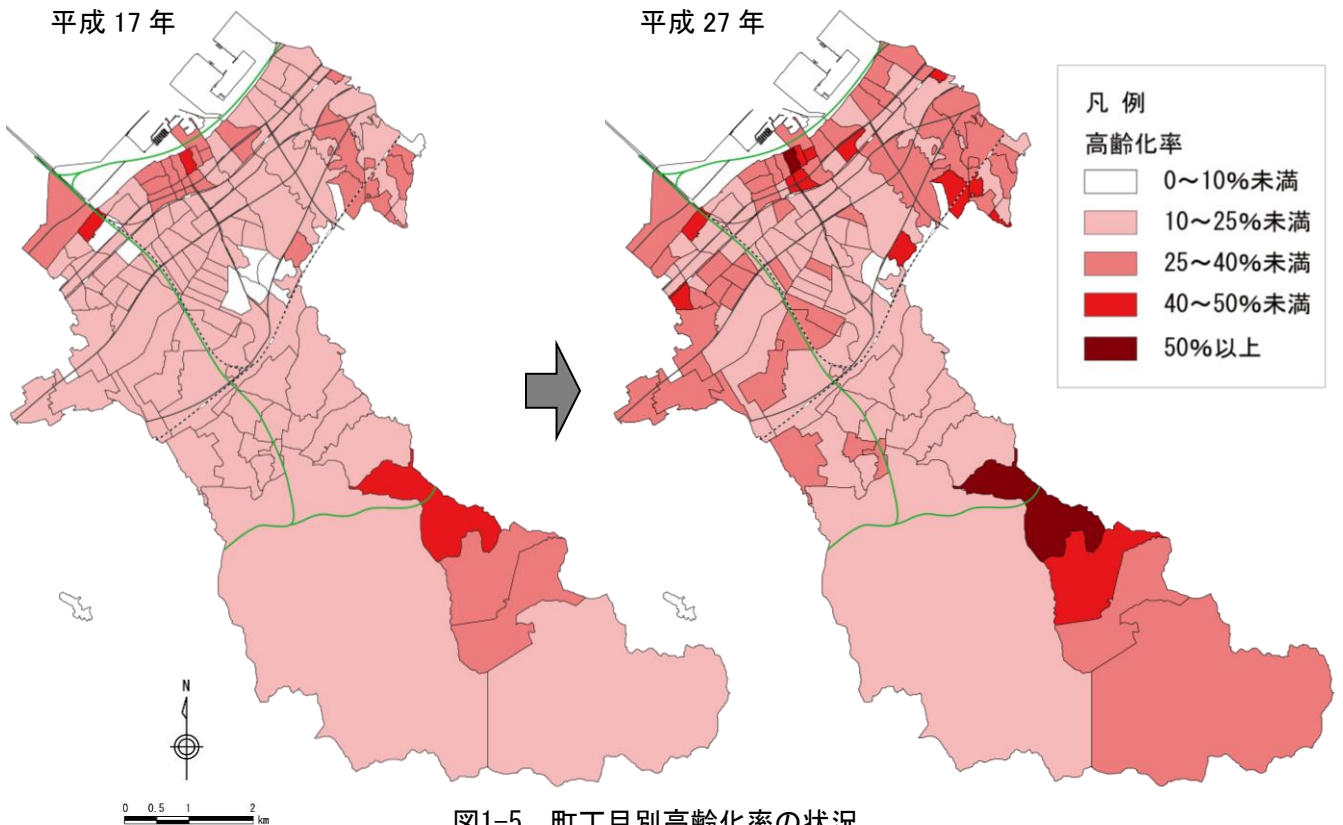 平成 17 年
平成 27 年
凡 例
高齢化率
0～10%未満
10～25%未満
25～40%未満
40～50%未満
50%以上
N
0 0.5 1 2
km
図1-5 町丁目別高齢化率の状況